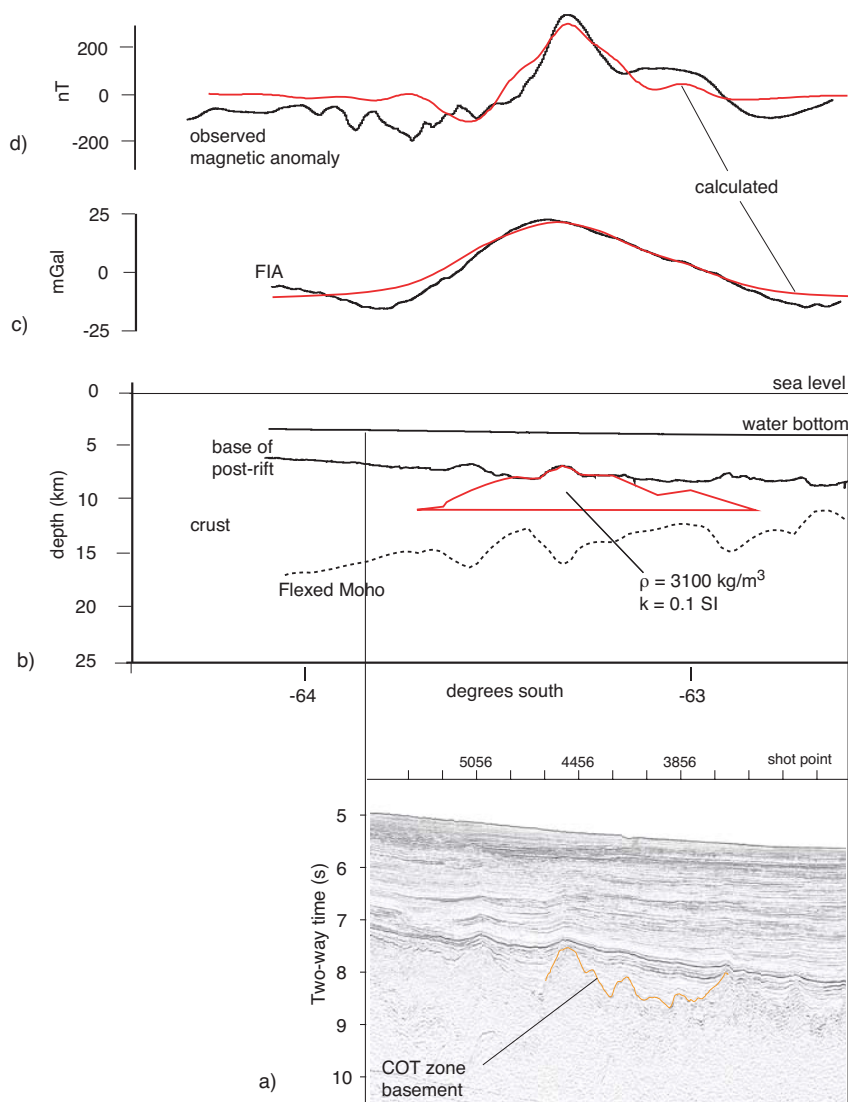 200
0
-200
nT
d)
observed
magnetic anomaly
calculated
25
0
-25
mGal
c)
FIA
0
5
10
15
20
25
depth (km)
b)
sea level
water bottom
base of
post-rift
crust
Flexed Moho
ρ = 3100 kg/m³
k = 0.1 SI
-64
degrees south
-63
5056
4456
3856
shot point
5
6
7
8
9
10
Two-way time (s)
COT zone
basement
a)